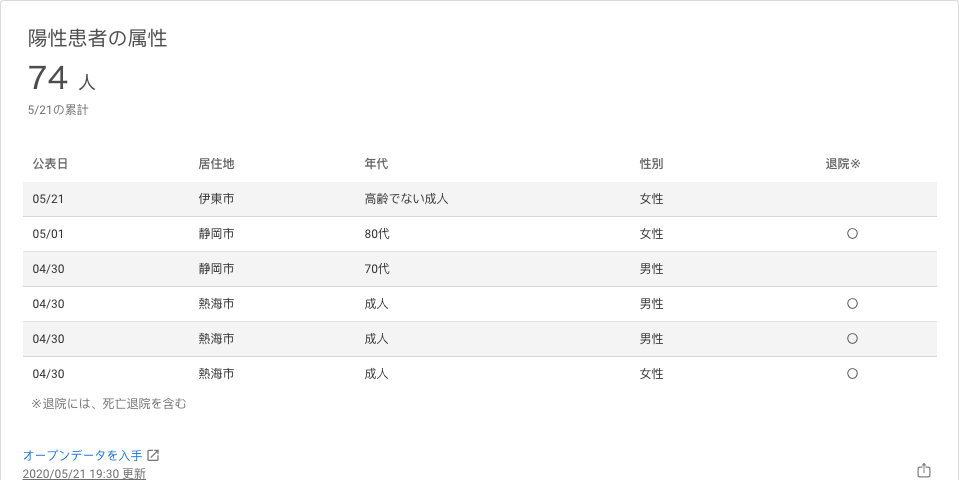 陽性患者の属性
74 人
5/21の累計
公表日 居住地 年代 性別 退院※
05/21 伊東市 高齢でない成人 女性
05/01 静岡市 80代 女性 ○
04/30 静岡市 70代 男性
04/30 熱海市 成人 男性 ○
04/30 熱海市 成人 男性 ○
04/30 熱海市 成人 女性 ○
※退院には、死亡退院を含む
オープンデータを入手
2020/05/21 19:30 更新